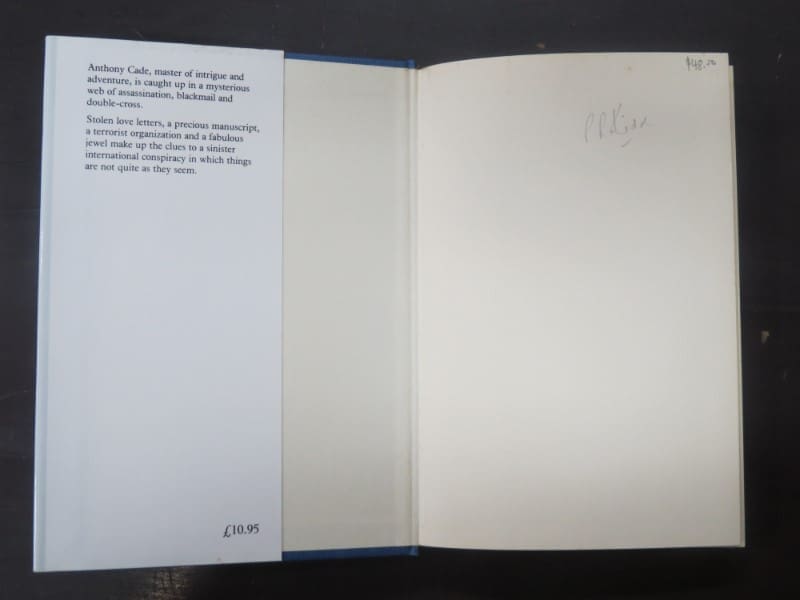 Anthony Cade, master of intrigue and
adventure, is caught up in a mysterious
web of assassination, blackmail and
double-cross.
Stolen love letters, a precious manuscript,
a terrorist organization and a fabulous
jewel make up the clues to a sinister
international conspiracy in which things
are not quite as they seem.
£10.95
$48.00